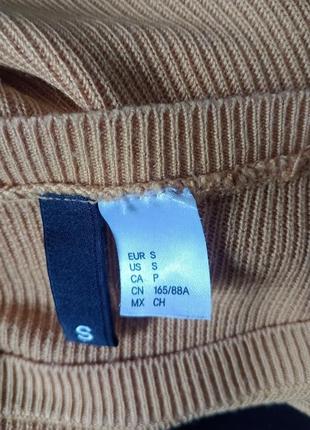 EUR S
US S
CA P
CN 165/88A
MX CH
S